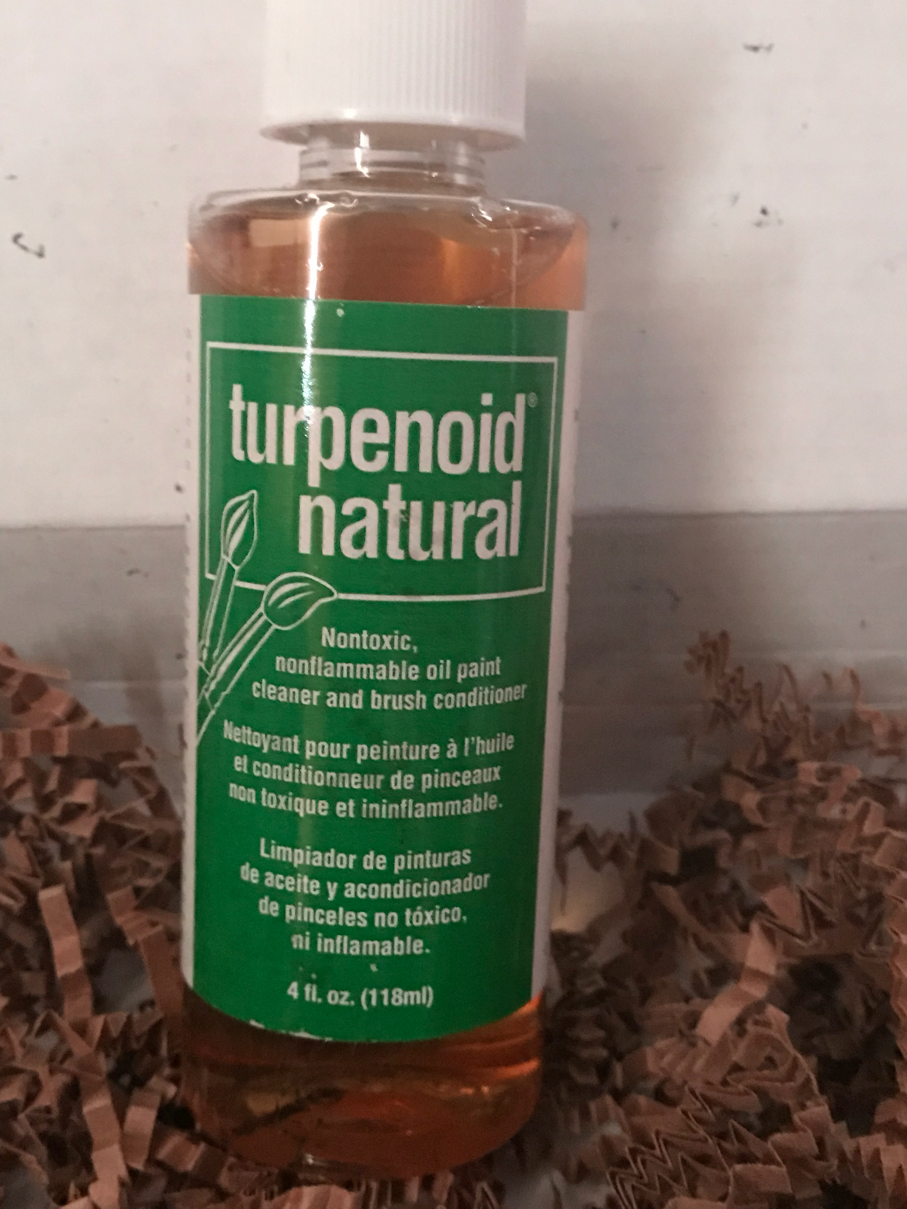 turpenoid®
natural
Nontoxic,
nonflammable oil paint
cleaner and brush conditioner
Nettoyant pour peinture à l'huile
et conditionneur de pinceaux
non toxique et ininflammable.
Limpiador de pinturas
de aceite y acondicionador
de pinceles no tóxico,
ni inflamable.
4 fl. oz. (118ml)